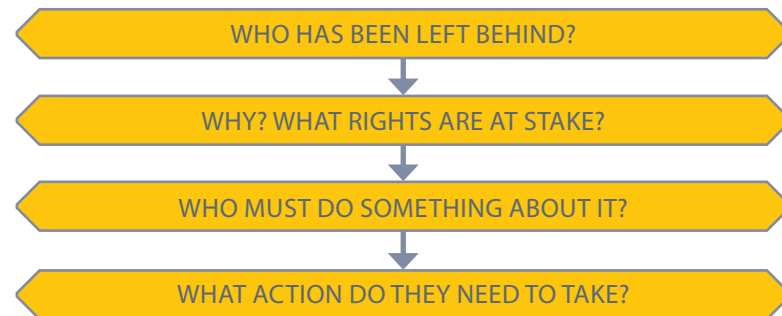 WHO HAS BEEN LEFT BEHIND?
WHY? WHAT RIGHTS ARE AT STAKE?
WHO MUST DO SOMETHING ABOUT IT?
WHAT ACTION DO THEY NEED TO TAKE?